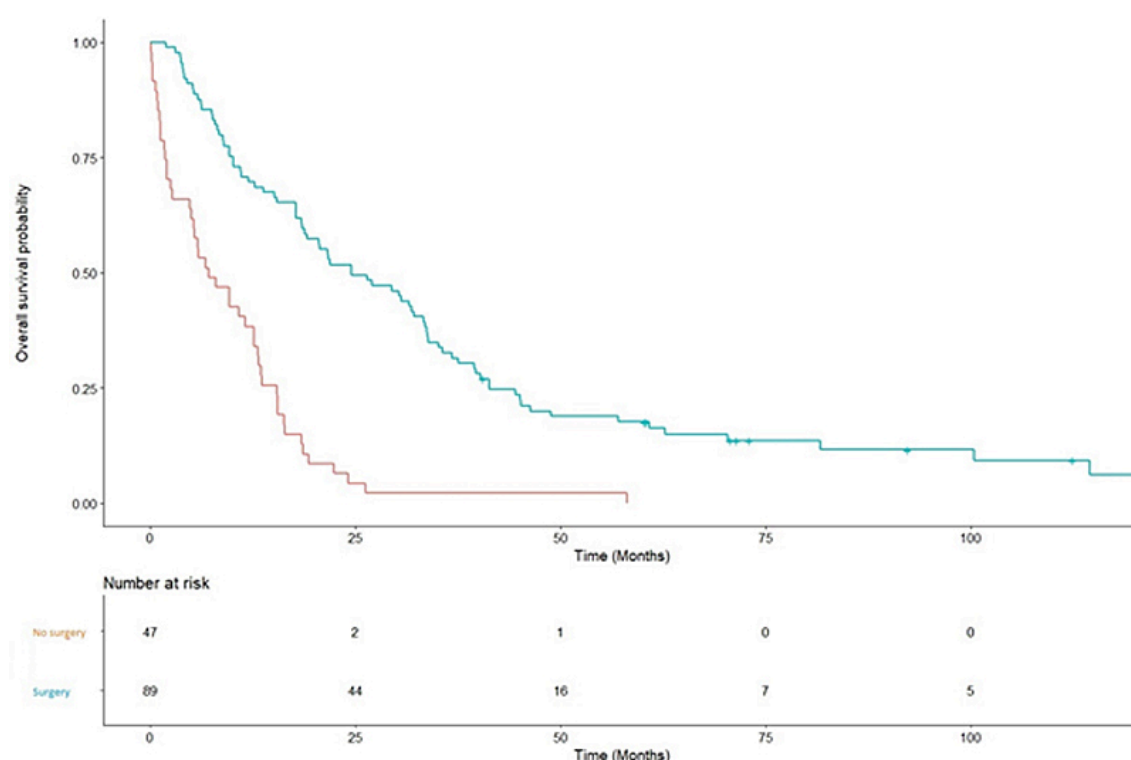 Overall survival probability
1.00
0.75
0.50
0.25
0.00
0 25 50 75 100
Time (Months)
Number at risk
No surgery 47 2 1 0 0
Surgery 89 44 16 7 5
0 25 50 75 100
Time (Months)